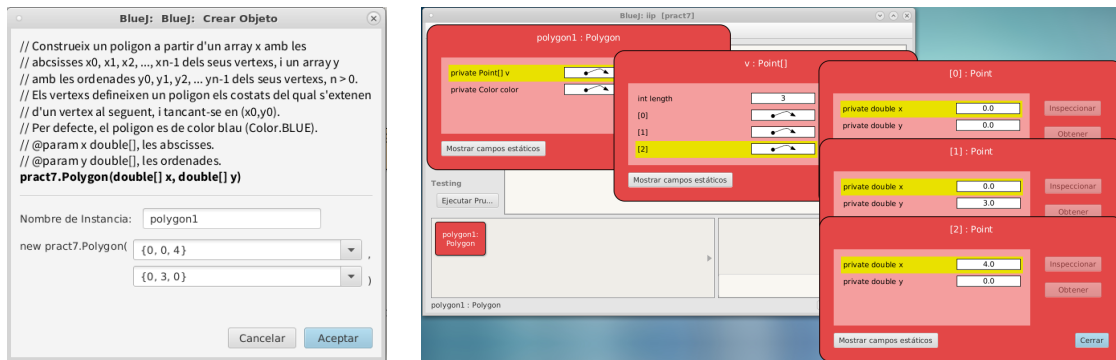 BlueJ: BlueJ: Crear Objeto
// Construeix un poligon a partir d'un array x amb les
// abcsisses x0, x1, x2, ..., xn-1 dels seus vertexs, i un array y
// amb les ordenades y0, y1, y2, ... yn-1 dels seus vertexs, n > 0.
// Els vertexs defineixen un poligon els costats del qual s'extenen
// d'un vertex al seguent, i tancant-se en (x0,y0).
// Per defecte, el poligon es de color blau (Color.BLUE).
// @param x double[], les abscisses.
// @param y double[], les ordenades.
pract7.Polygon(double[] x, double[] y)
Nombre de Instancia: polygon1
new pract7.Polygon( {0, 0, 4} ,
{0, 3, 0} )
Cancelar Aceptar
BlueJ: iip [pract7]
polygon1 : Polygon
private Point[] v
private Color color
Mostrar campos estáticos
v : Point[]
int length 3
[0]
[1]
[2]
Mostrar campos estáticos
[0] : Point
private double x 0.0 Inspeccionar
private double y 0.0 Obtener
[1] : Point
private double x 0.0 Inspeccionar
private double y 3.0 Obtener
[2] : Point
private double x 4.0 Inspeccionar
private double y 0.0 Obtener
Mostrar campos estáticos Cerrar
Testing
Ejecutar Pru...
polygon1:
Polygon
polygon1 : Polygon